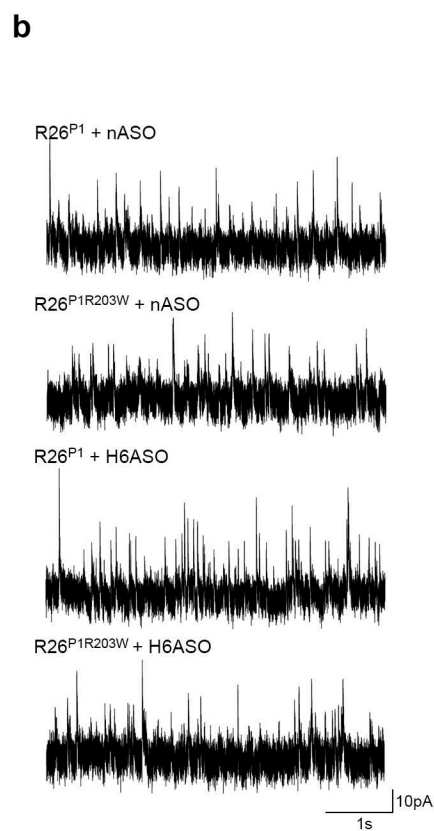 b
R26P1 + nASO
R26P1R203W + nASO
R26P1 + H6ASO
R26P1R203W + H6ASO
10pA
1s